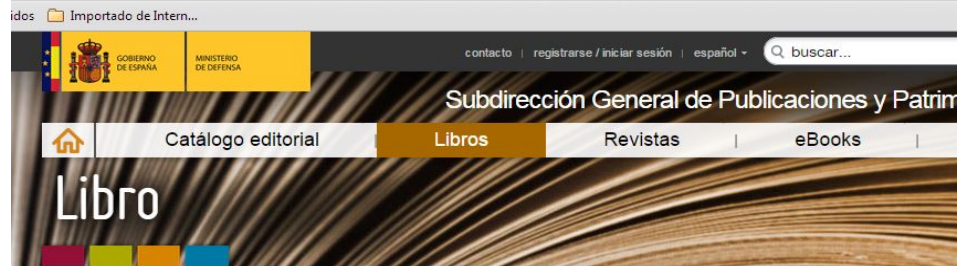 idos Importado de Intern...
GOBIERNO DE ESPAÑA
MINISTERIO DE DEFENSA
contacto | registrarse / iniciar sesión | español
buscar...
Subdirección General de Publicaciones y Patrim
Catálogo editorial | Libros Revistas | eBooks |
Libro